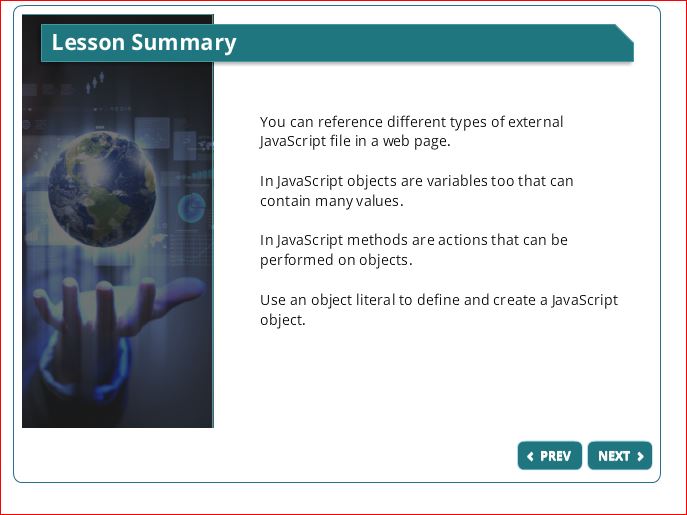 Lesson Summary
You can reference different types of external
JavaScript file in a web page.
In JavaScript objects are variables too that can
contain many values.
In JavaScript methods are actions that can be
performed on objects.
Use an object literal to define and create a JavaScript
object.
PREV
NEXT